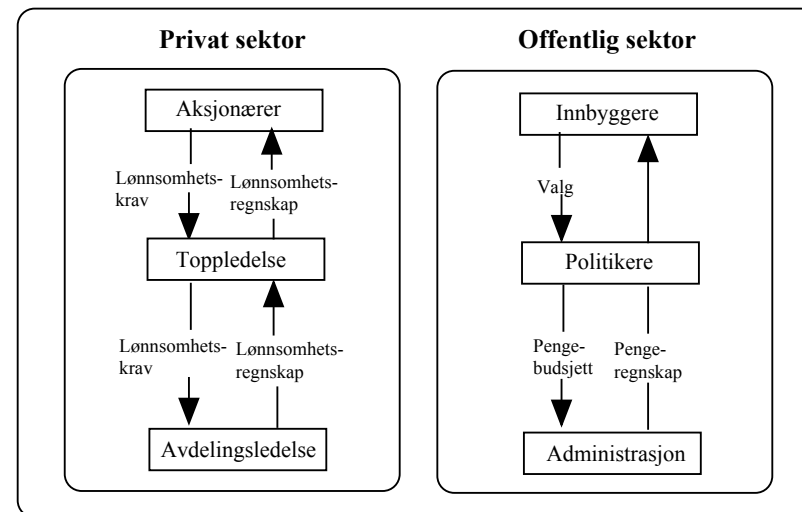 Privat sektor
Aksjonærer
Lønnsomhets-
krav
Lønnsomhets-
regnskap
Toppledelse
Lønnsomhets-
krav
Lønnsomhets-
regnskap
Avdelingsledelse
Offentlig sektor
Innbyggere
Valg
Politikere
Penge-
budsjett
Penge-
regnskap
Administrasjon